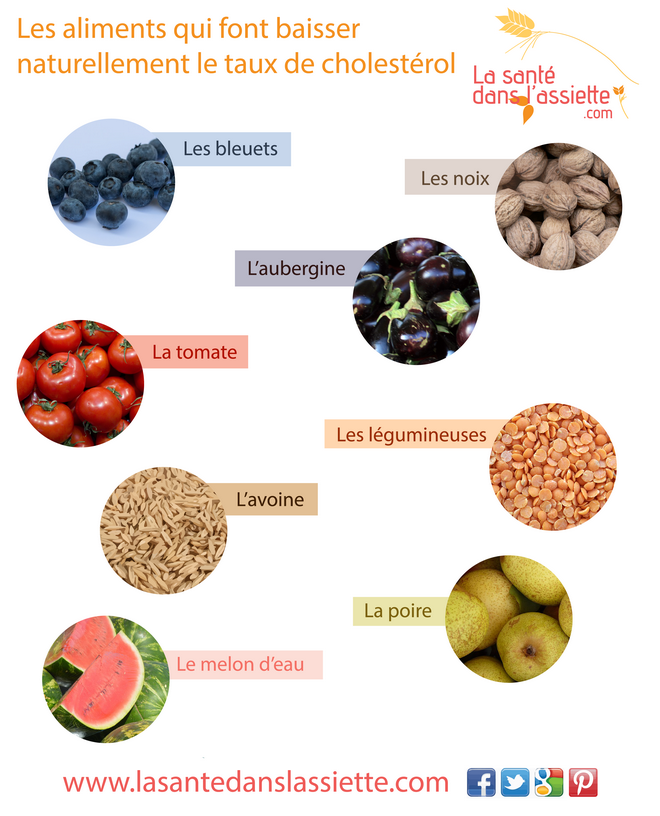 Les aliments qui font baisser
naturellement le taux de cholestérol
La santé
dans l'assiette
.com
Les bleuets
Les noix
L'aubergine
La tomate
Les légumineuses
L'avoine
La poire
Le melon d'eau
www.lasantedanslassiette.com